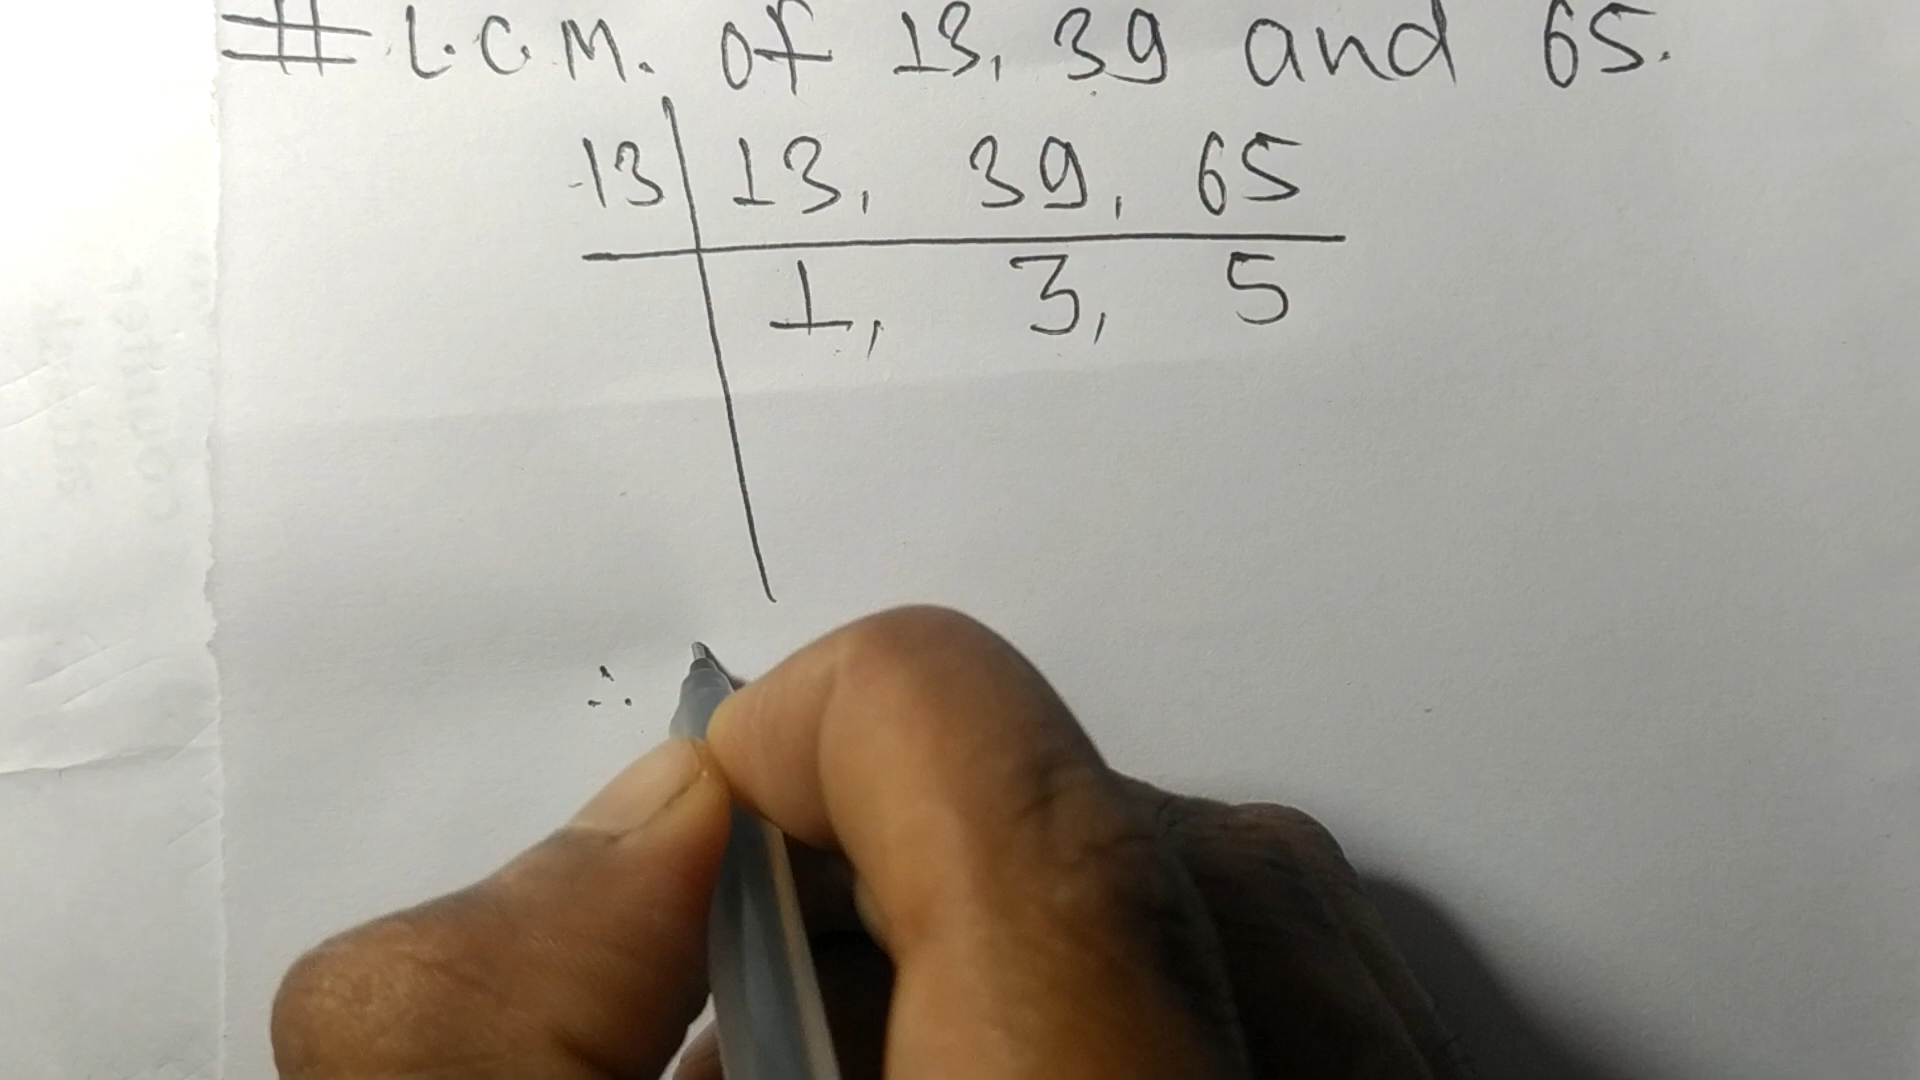 # L.C.M. of 13, 39 and 65.
13 | 13, 39, 65
1, 3, 5
∴